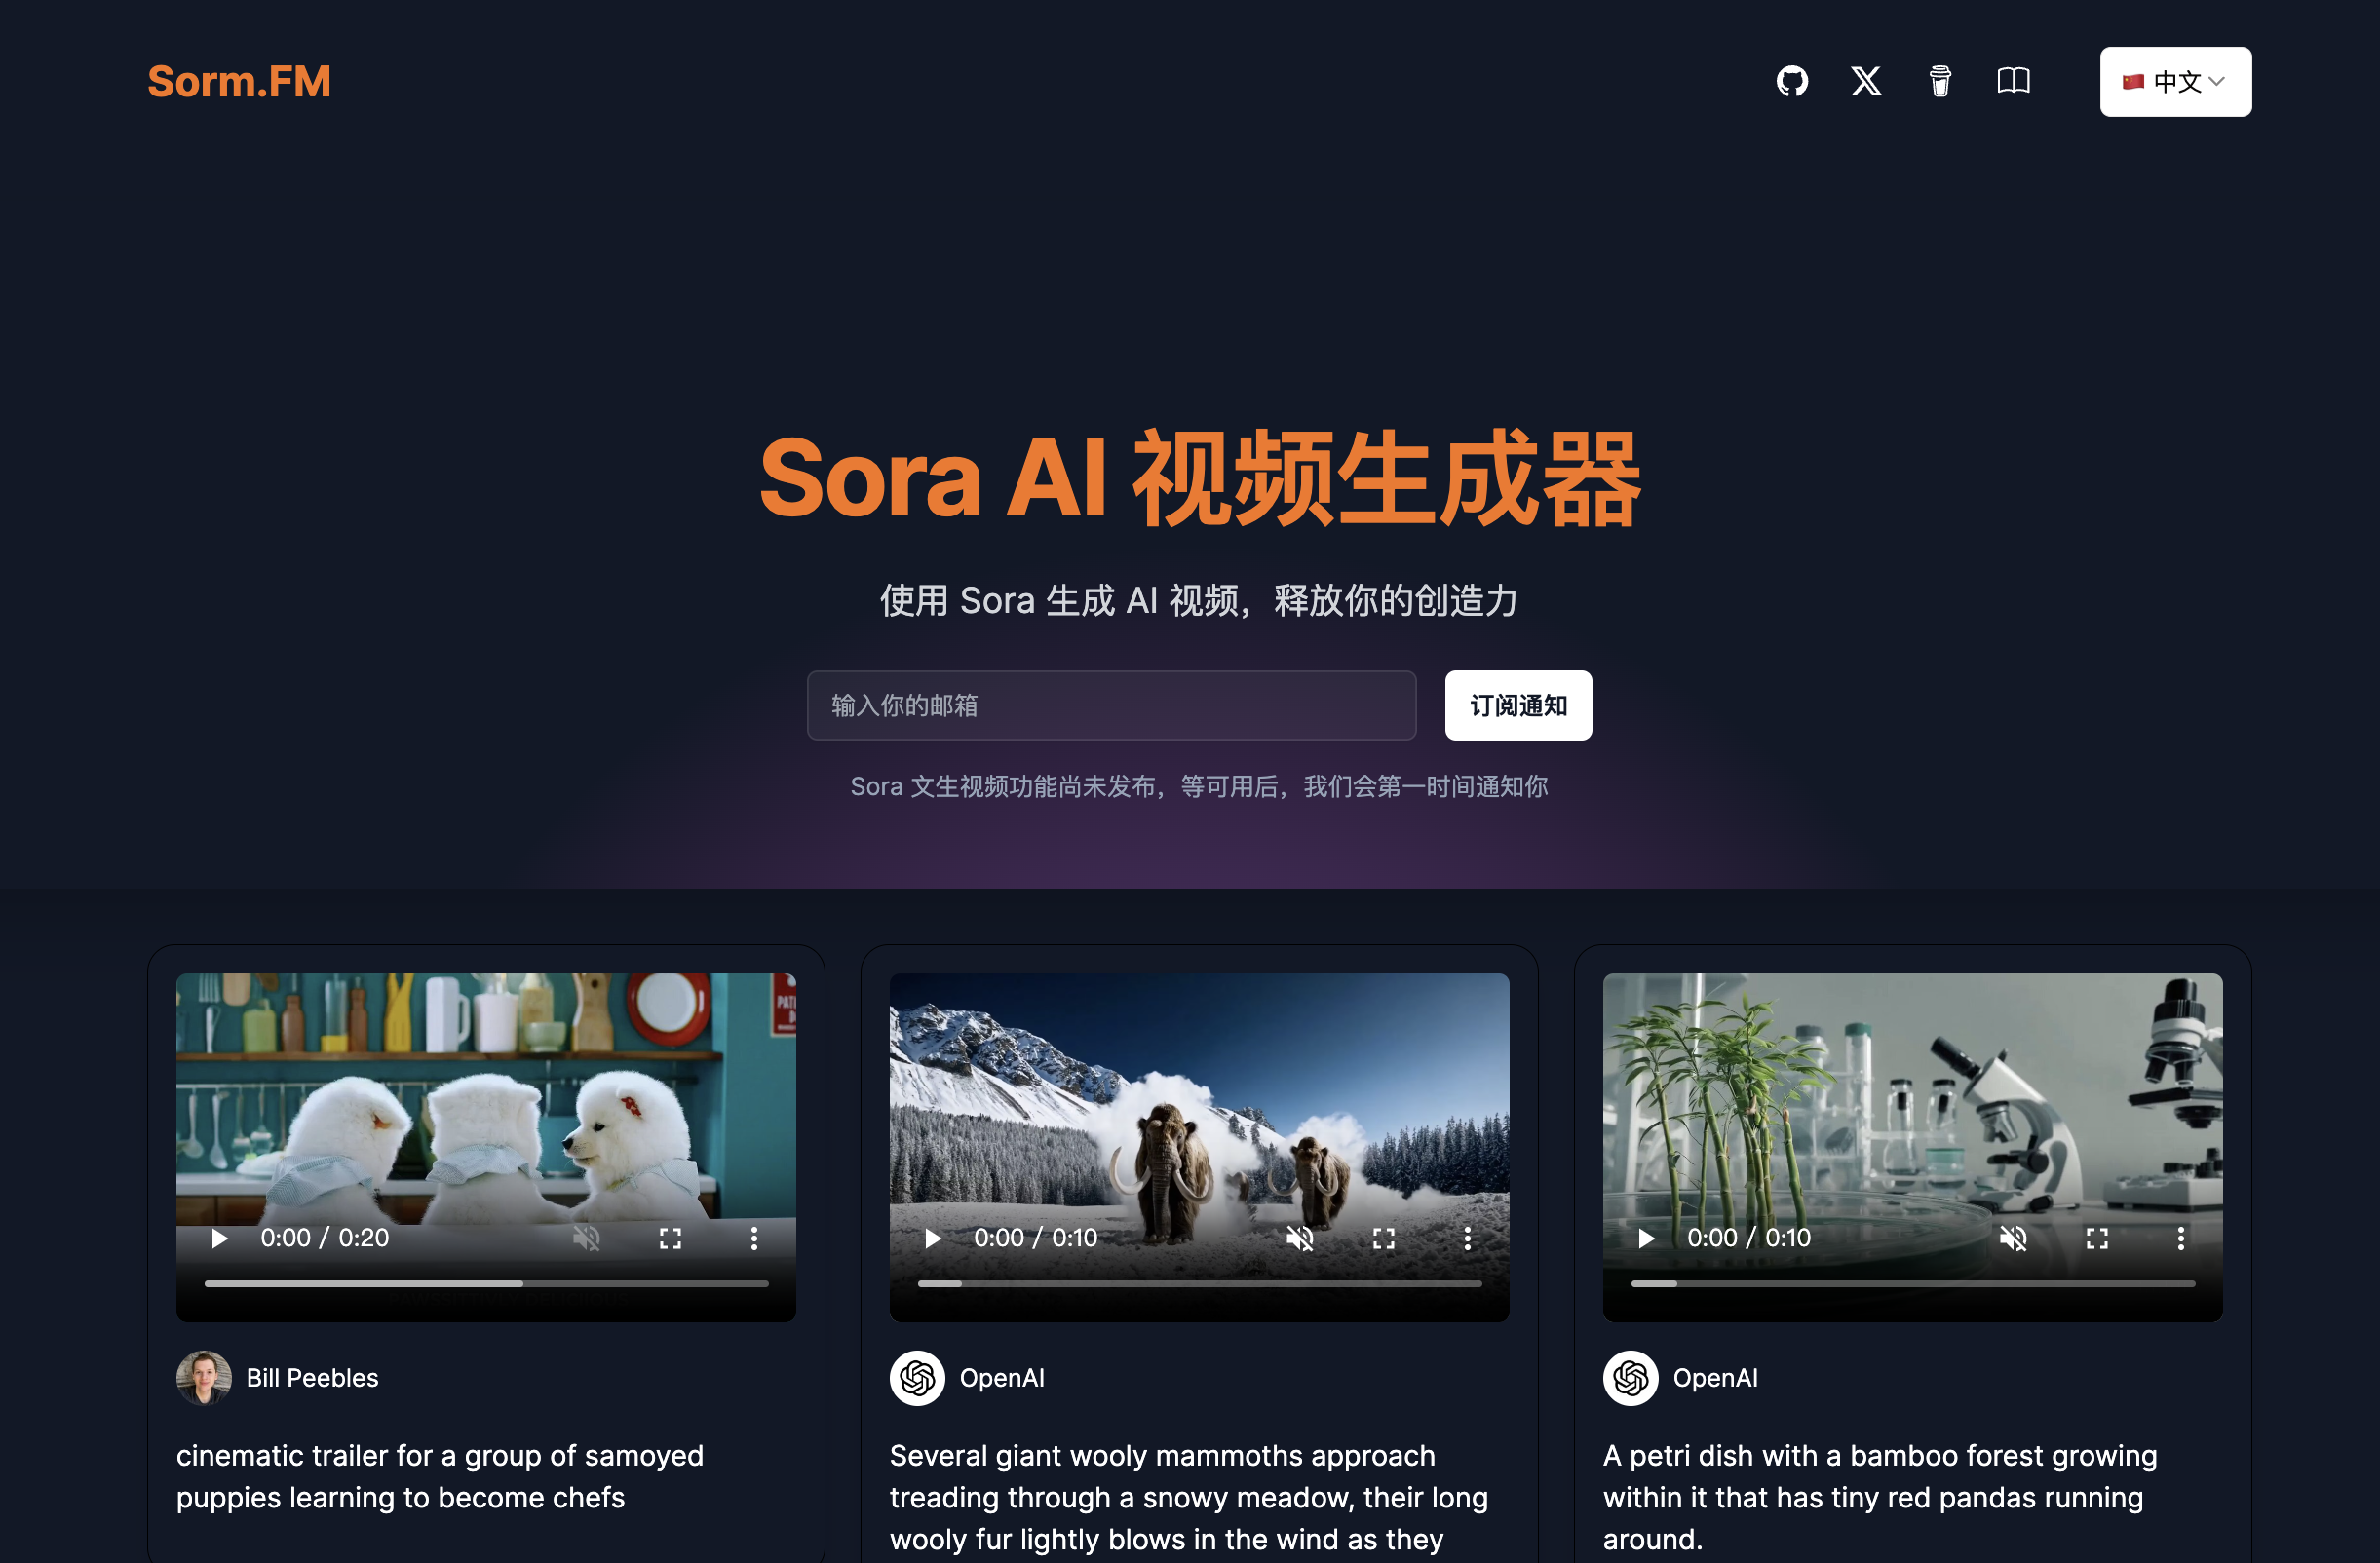 Sorm.FM
中文
Sora AI 视频生成器
使用 Sora 生成 AI 视频，释放你的创造力
输入你的邮箱
订阅通知
Sora 文生视频功能尚未发布，等可用后，我们会第一时间通知你
0:00 / 0:20
0:00 / 0:10
0:00 / 0:10
Bill Peebles
cinematic trailer for a group of samoyed
puppies learning to become chefs
OpenAI
Several giant wooly mammoths approach
treading through a snowy meadow, their long
wooly fur lightly blows in the wind as they
OpenAI
A petri dish with a bamboo forest growing
within it that has tiny red pandas running
around.